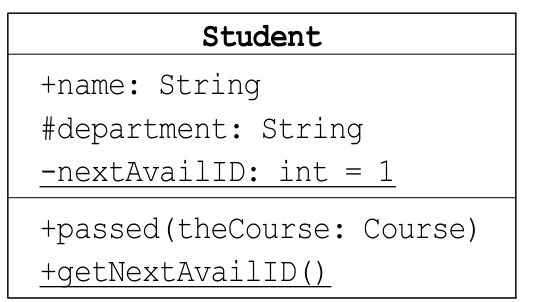 Student
+name: String
#department: String
-nextAvailID: int = 1
+passed(theCourse: Course)
+getNextAvailID()